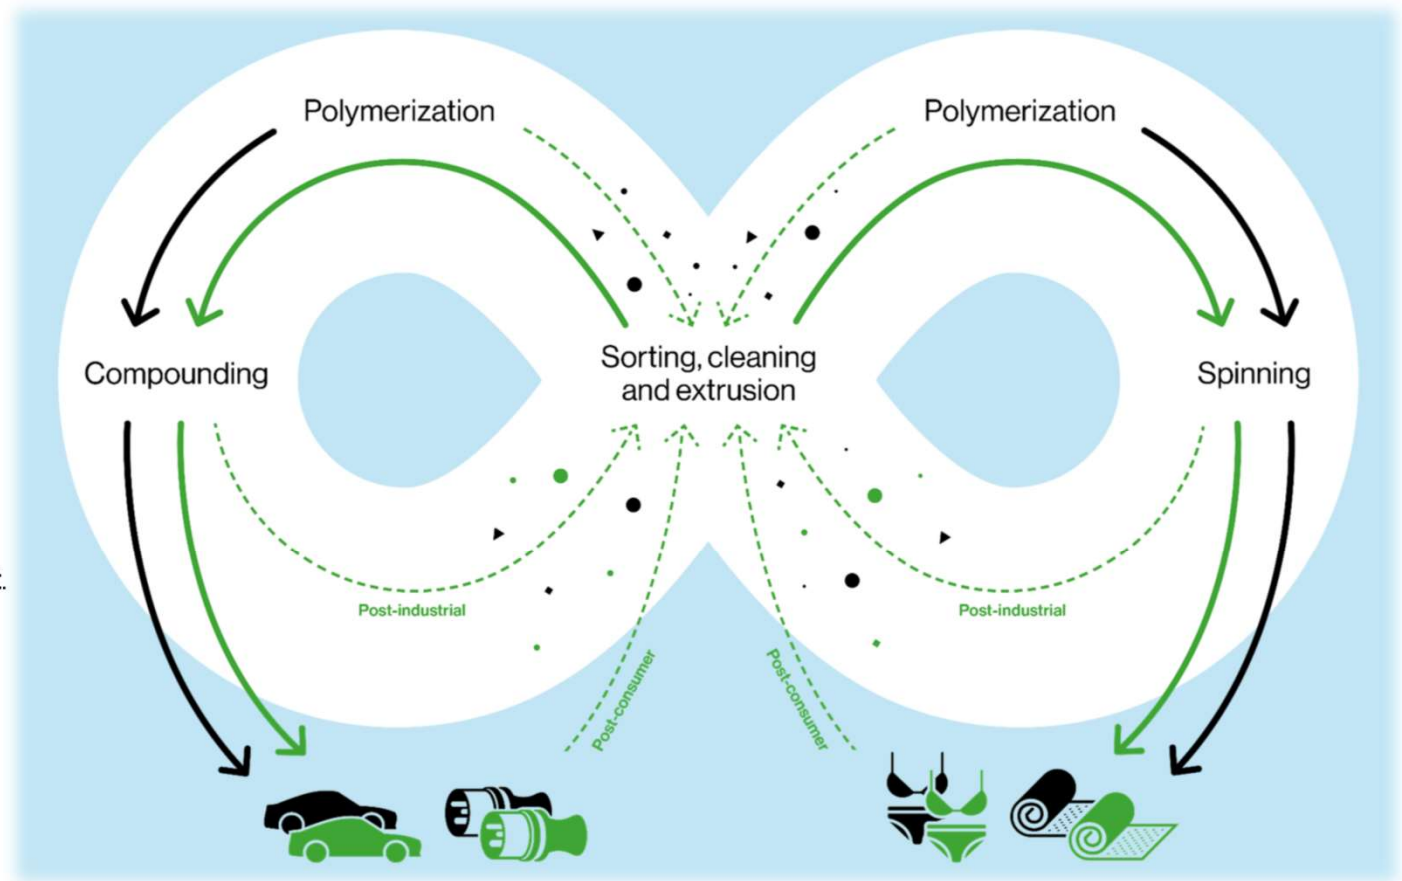 Polymerization
Polymerization
Compounding
Sorting, cleaning
and extrusion
Spinning
Post-industrial
Post-industrial
Post-consumer
Post-consumer